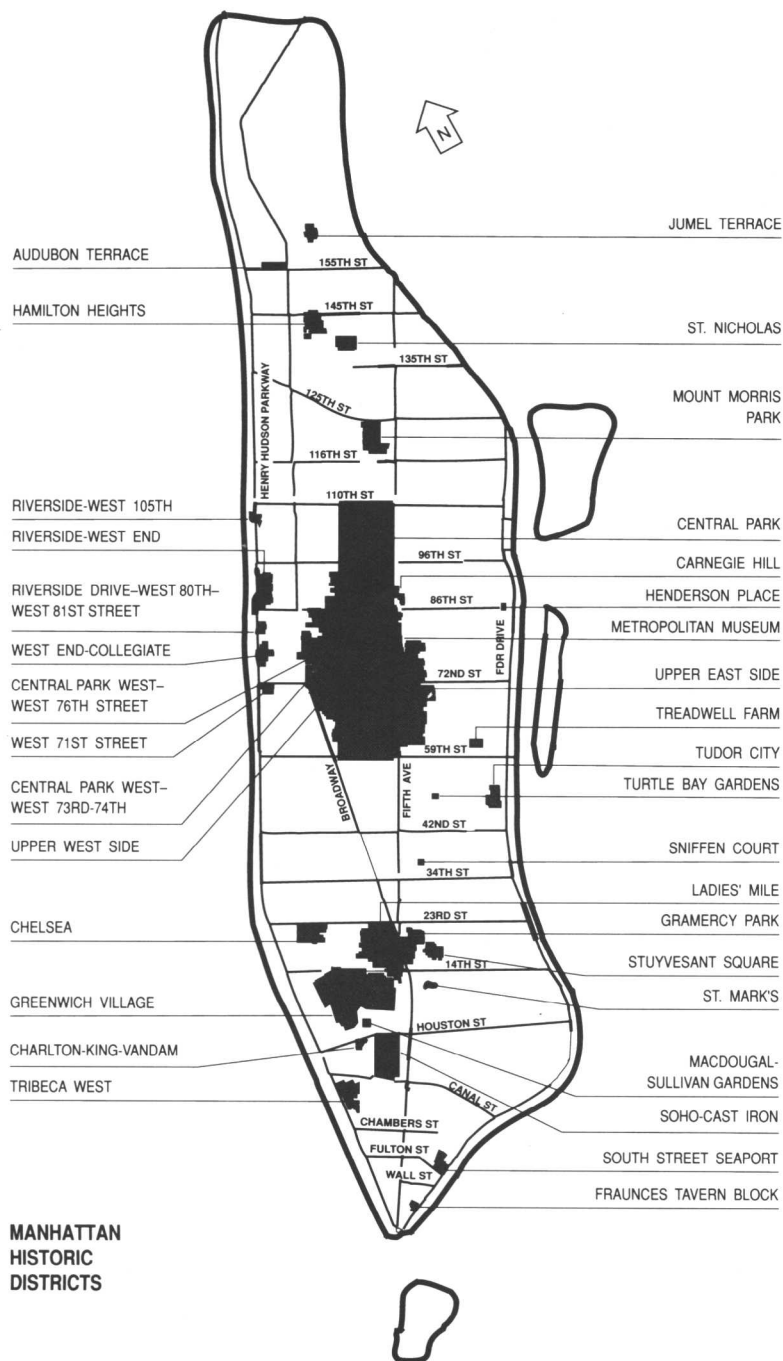 N
JUMEL TERRACE
AUDUBON TERRACE
155TH ST
HAMILTON HEIGHTS
145TH ST
ST. NICHOLAS
135TH ST
HENRY HUDSON PARKWAY
125TH ST
MOUNT MORRIS
PARK
116TH ST
110TH ST
RIVERSIDE-WEST 105TH
CENTRAL PARK
RIVERSIDE-WEST END
96TH ST
CARNEGIE HILL
RIVERSIDE DRIVE–WEST 80TH–
WEST 81ST STREET
86TH ST
HENDERSON PLACE
METROPOLITAN MUSEUM
FDR DRIVE
WEST END-COLLEGIATE
72ND ST
UPPER EAST SIDE
CENTRAL PARK WEST–
WEST 76TH STREET
TREADWELL FARM
WEST 71ST STREET
59TH ST
TUDOR CITY
TURTLE BAY GARDENS
CENTRAL PARK WEST–
WEST 73RD-74TH
BROADWAY
FIFTH AVE
42ND ST
UPPER WEST SIDE
SNIFFEN COURT
34TH ST
LADIES' MILE
23RD ST
GRAMERCY PARK
CHELSEA
STUYVESANT SQUARE
14TH ST
ST. MARK'S
GREENWICH VILLAGE
HOUSTON ST
CHARLTON-KING-VANDAM
MACDOUGAL-
SULLIVAN GARDENS
TRIBECA WEST
CANAL ST
SOHO-CAST IRON
CHAMBERS ST
FULTON ST
SOUTH STREET SEAPORT
WALL ST
FRAUNCES TAVERN BLOCK
MANHATTAN
HISTORIC
DISTRICTS